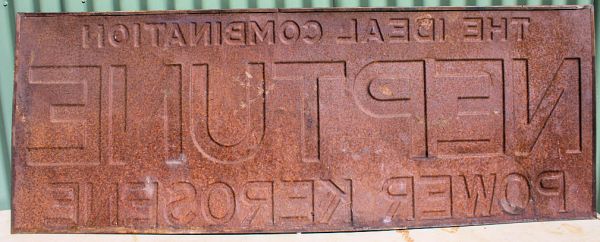 THE IDEAL COMBINATION
NEPTUNE
POWER KEROSENE